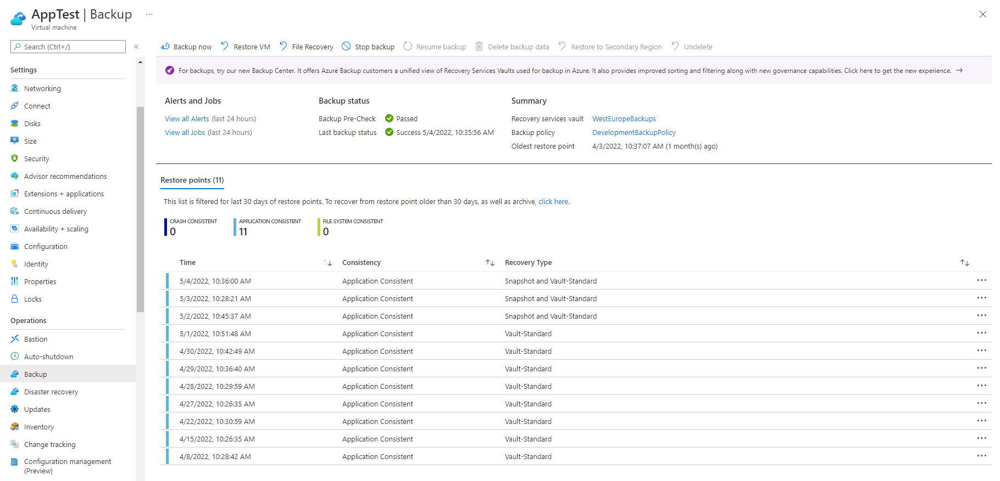 AppTest | Backup ...
Virtual machine
Search (Ctrl+/)
«
Settings
Networking
Connect
Disks
Size
Security
Advisor recommendations
Extensions + applications
Continuous delivery
Availability + scaling
Configuration
Identity
Properties
Locks
Operations
Bastion
Auto-shutdown
Backup
Disaster recovery
Updates
Inventory
Change tracking
Configuration management
(Preview)
Backup now Restore VM File Recovery Stop backup Resume backup Delete backup data Restore to Secondary Region Undelete
For backups, try our new Backup Center. It offers Azure Backup customers a unified view of Recovery Services Vaults used for backup in Azure. It also provides improved sorting and filtering along with new governance capabilities. Click here to get the new experience. →
Alerts and Jobs
View all Alerts (last 24 hours)
View all Jobs (last 24 hours)
Backup status
Backup Pre-Check Passed
Last backup status Success 5/4/2022, 10:35:56 AM
Summary
Recovery services vault WestEuropeBackups
Backup policy DevelopmentBackupPolicy
Oldest restore point 4/3/2022, 10:37:07 AM (1 month(s) ago)
Restore points (11)
This list is filtered for last 30 days of restore points. To recover from restore point older than 30 days, as well as archive, click here.
CRASH CONSISTENT
0
APPLICATION CONSISTENT
11
FILE-SYSTEM CONSISTENT
0
Time ↑↓ Consistency ↑↓ Recovery Type ↑↓
5/4/2022, 10:36:00 AM Application Consistent Snapshot and Vault-Standard ...
5/3/2022, 10:28:21 AM Application Consistent Snapshot and Vault-Standard ...
5/2/2022, 10:45:37 AM Application Consistent Snapshot and Vault-Standard ...
5/1/2022, 10:51:48 AM Application Consistent Vault-Standard ...
4/30/2022, 10:42:49 AM Application Consistent Vault-Standard ...
4/29/2022, 10:36:40 AM Application Consistent Vault-Standard ...
4/28/2022, 10:29:59 AM Application Consistent Vault-Standard ...
4/27/2022, 10:26:35 AM Application Consistent Vault-Standard ...
4/22/2022, 10:30:59 AM Application Consistent Vault-Standard ...
4/15/2022, 10:26:35 AM Application Consistent Vault-Standard ...
4/8/2022, 10:28:42 AM Application Consistent Vault-Standard ...